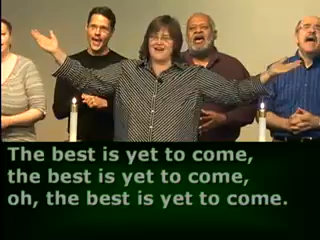 The best is yet to come,
the best is yet to come,
oh, the best is yet to come.